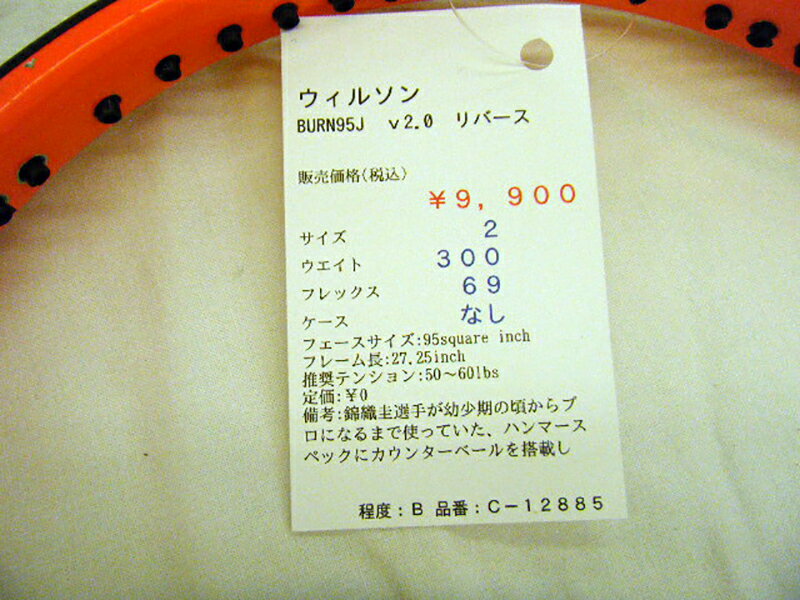 ウィルソン
BURN95J v2.0 リバース
販売価格(税込)
¥9,900
サイズ 2
ウエイト 300
フレックス 69
ケース なし
フェースサイズ:95square inch
フレーム長:27.25inch
推奨テンション:50～60lbs
定価:¥0
備考:錦織圭選手が幼少期の頃からプ
ロになるまで使っていた、ハンマース
ペックにカウンターベールを搭載し
程度:B 品番:C－12885